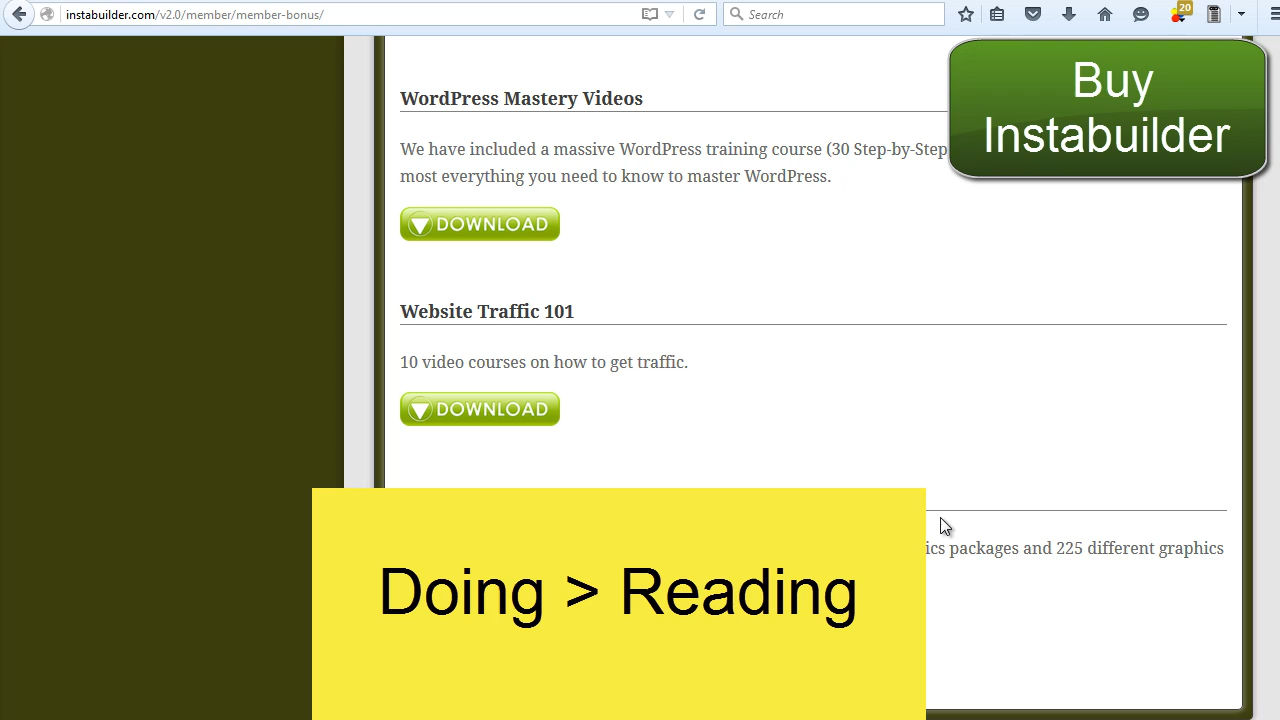 instabuilder.com/v2.0/member/member-bonus/
Search
20
Buy
Instabuilder
WordPress Mastery Videos
We have included a massive WordPress training course (30 Step-by-Step
most everything you need to know to master WordPress.
DOWNLOAD
Website Traffic 101
10 video courses on how to get traffic.
DOWNLOAD
packages and 225 different graphics
Doing > Reading